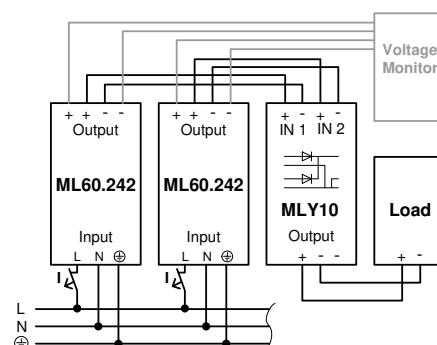 Voltage
Monitor
+ + - - + + - - + - + -
Output Output IN 1 IN 2
ML60.242 ML60.242 MLY10 Load
Input Input Output
L N L N + - - + -
I I
L
N